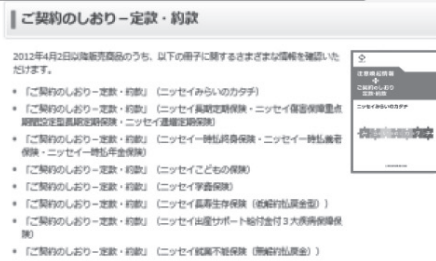 ご契約のしおり－定款・約款
2012年4月2日以降販売商品のうち、以下の冊子に関するさまざまな情報を確認いた
だけます。
「ご契約のしおり－定款・約款」（ニッセイみらいのカタチ）
「ご契約のしおり－定款・約款」（ニッセイ長期定期保険・ニッセイ傷害保障重点
期間設定型長期定期保険・ニッセイ逓増定期保険）
「ご契約のしおり－定款・約款」（ニッセイ一時払終身保険・ニッセイ一時払養老
保険・ニッセイ一時払年金保険）
「ご契約のしおり－定款・約款」（ニッセイこどもの保険）
「ご契約のしおり－定款・約款」（ニッセイ学資保険）
「ご契約のしおり－定款・約款」（ニッセイ長寿生存保険（低解約払戻金型））
「ご契約のしおり－定款・約款」（ニッセイ出産サポート給付金付３大疾病保障保
険）
「ご契約のしおり－定款・約款」（ニッセイ就業不能保険（無解約払戻金））
注意喚起情報
ご契約のしおり
定款・約款
ニッセイみらいのカタチ